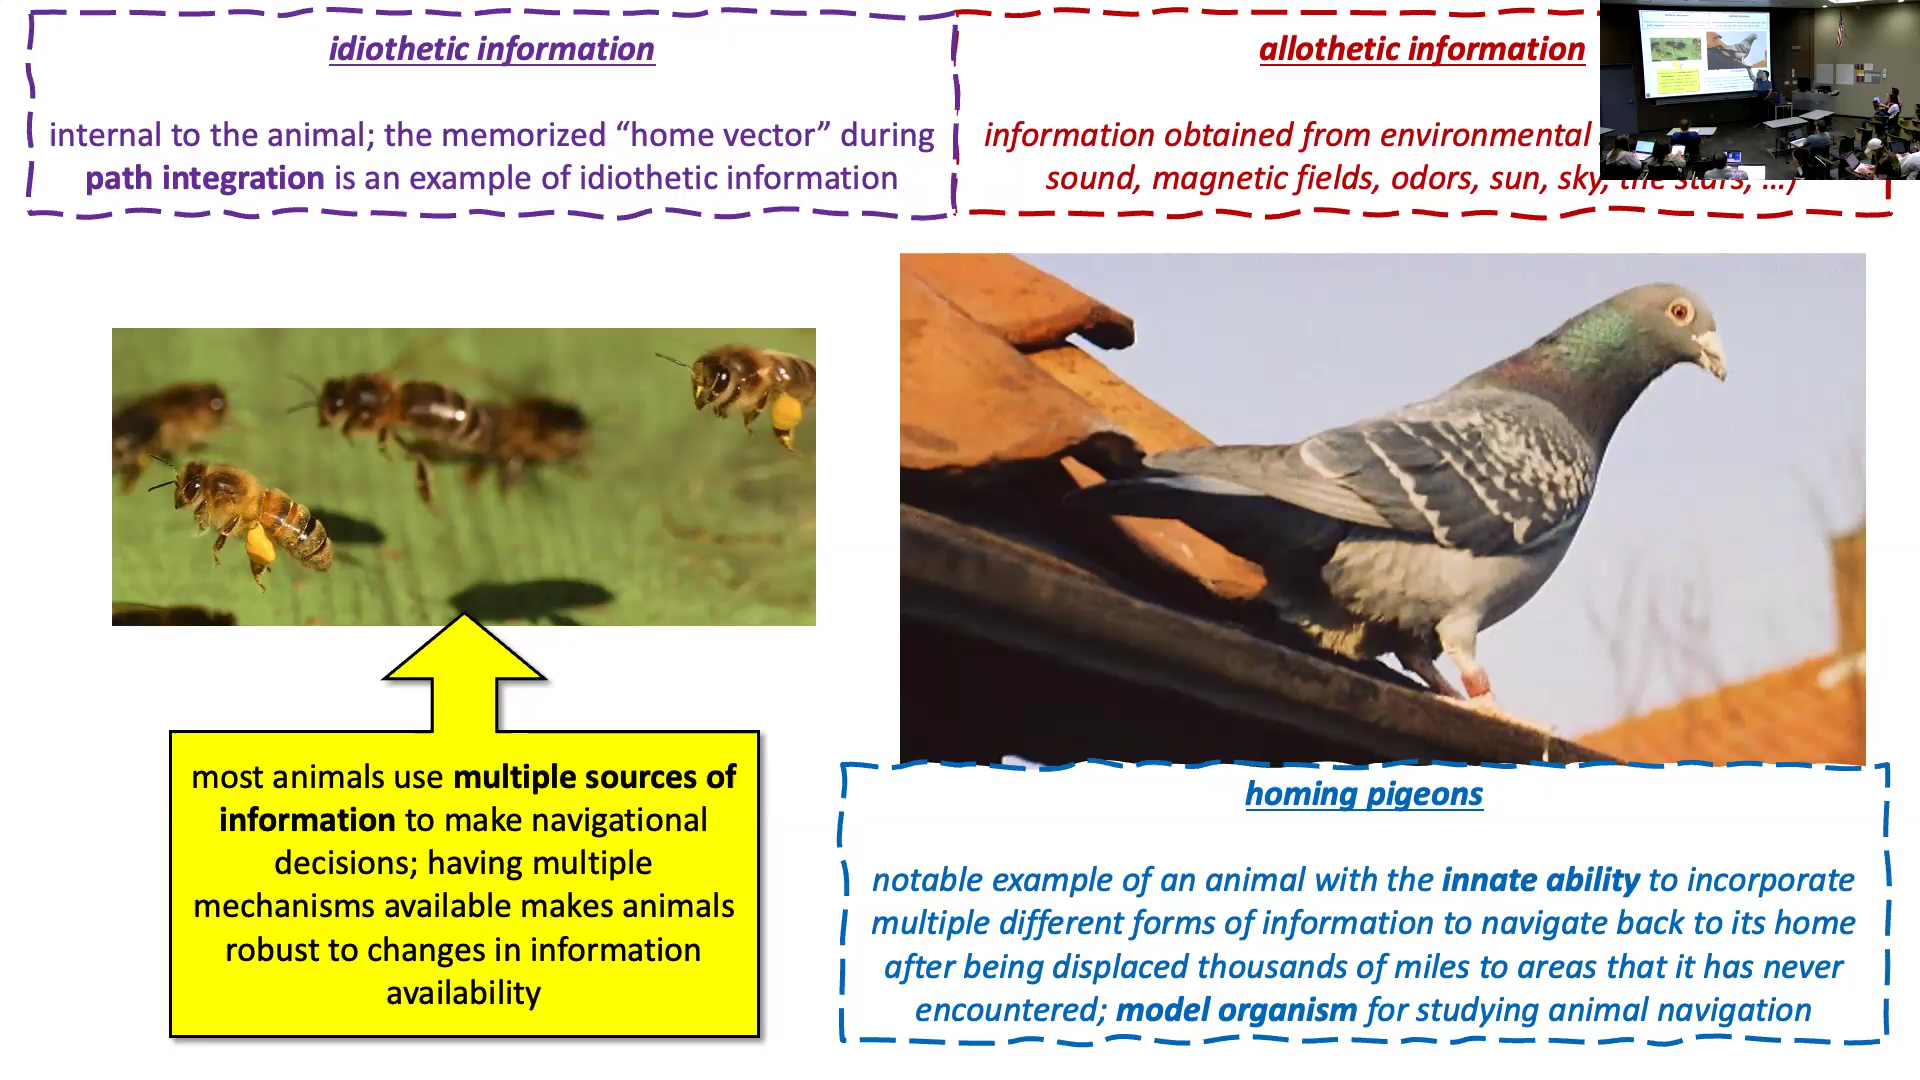 idiothetic information
internal to the animal; the memorized “home vector” during
path integration is an example of idiothetic information
allothetic information
information obtained from environmental
sound, magnetic fields, odors, sun, sky, the stars, …)
most animals use multiple sources of
information to make navigational
decisions; having multiple
mechanisms available makes animals
robust to changes in information
availability
homing pigeons
notable example of an animal with the innate ability to incorporate
multiple different forms of information to navigate back to its home
after being displaced thousands of miles to areas that it has never
encountered; model organism for studying animal navigation